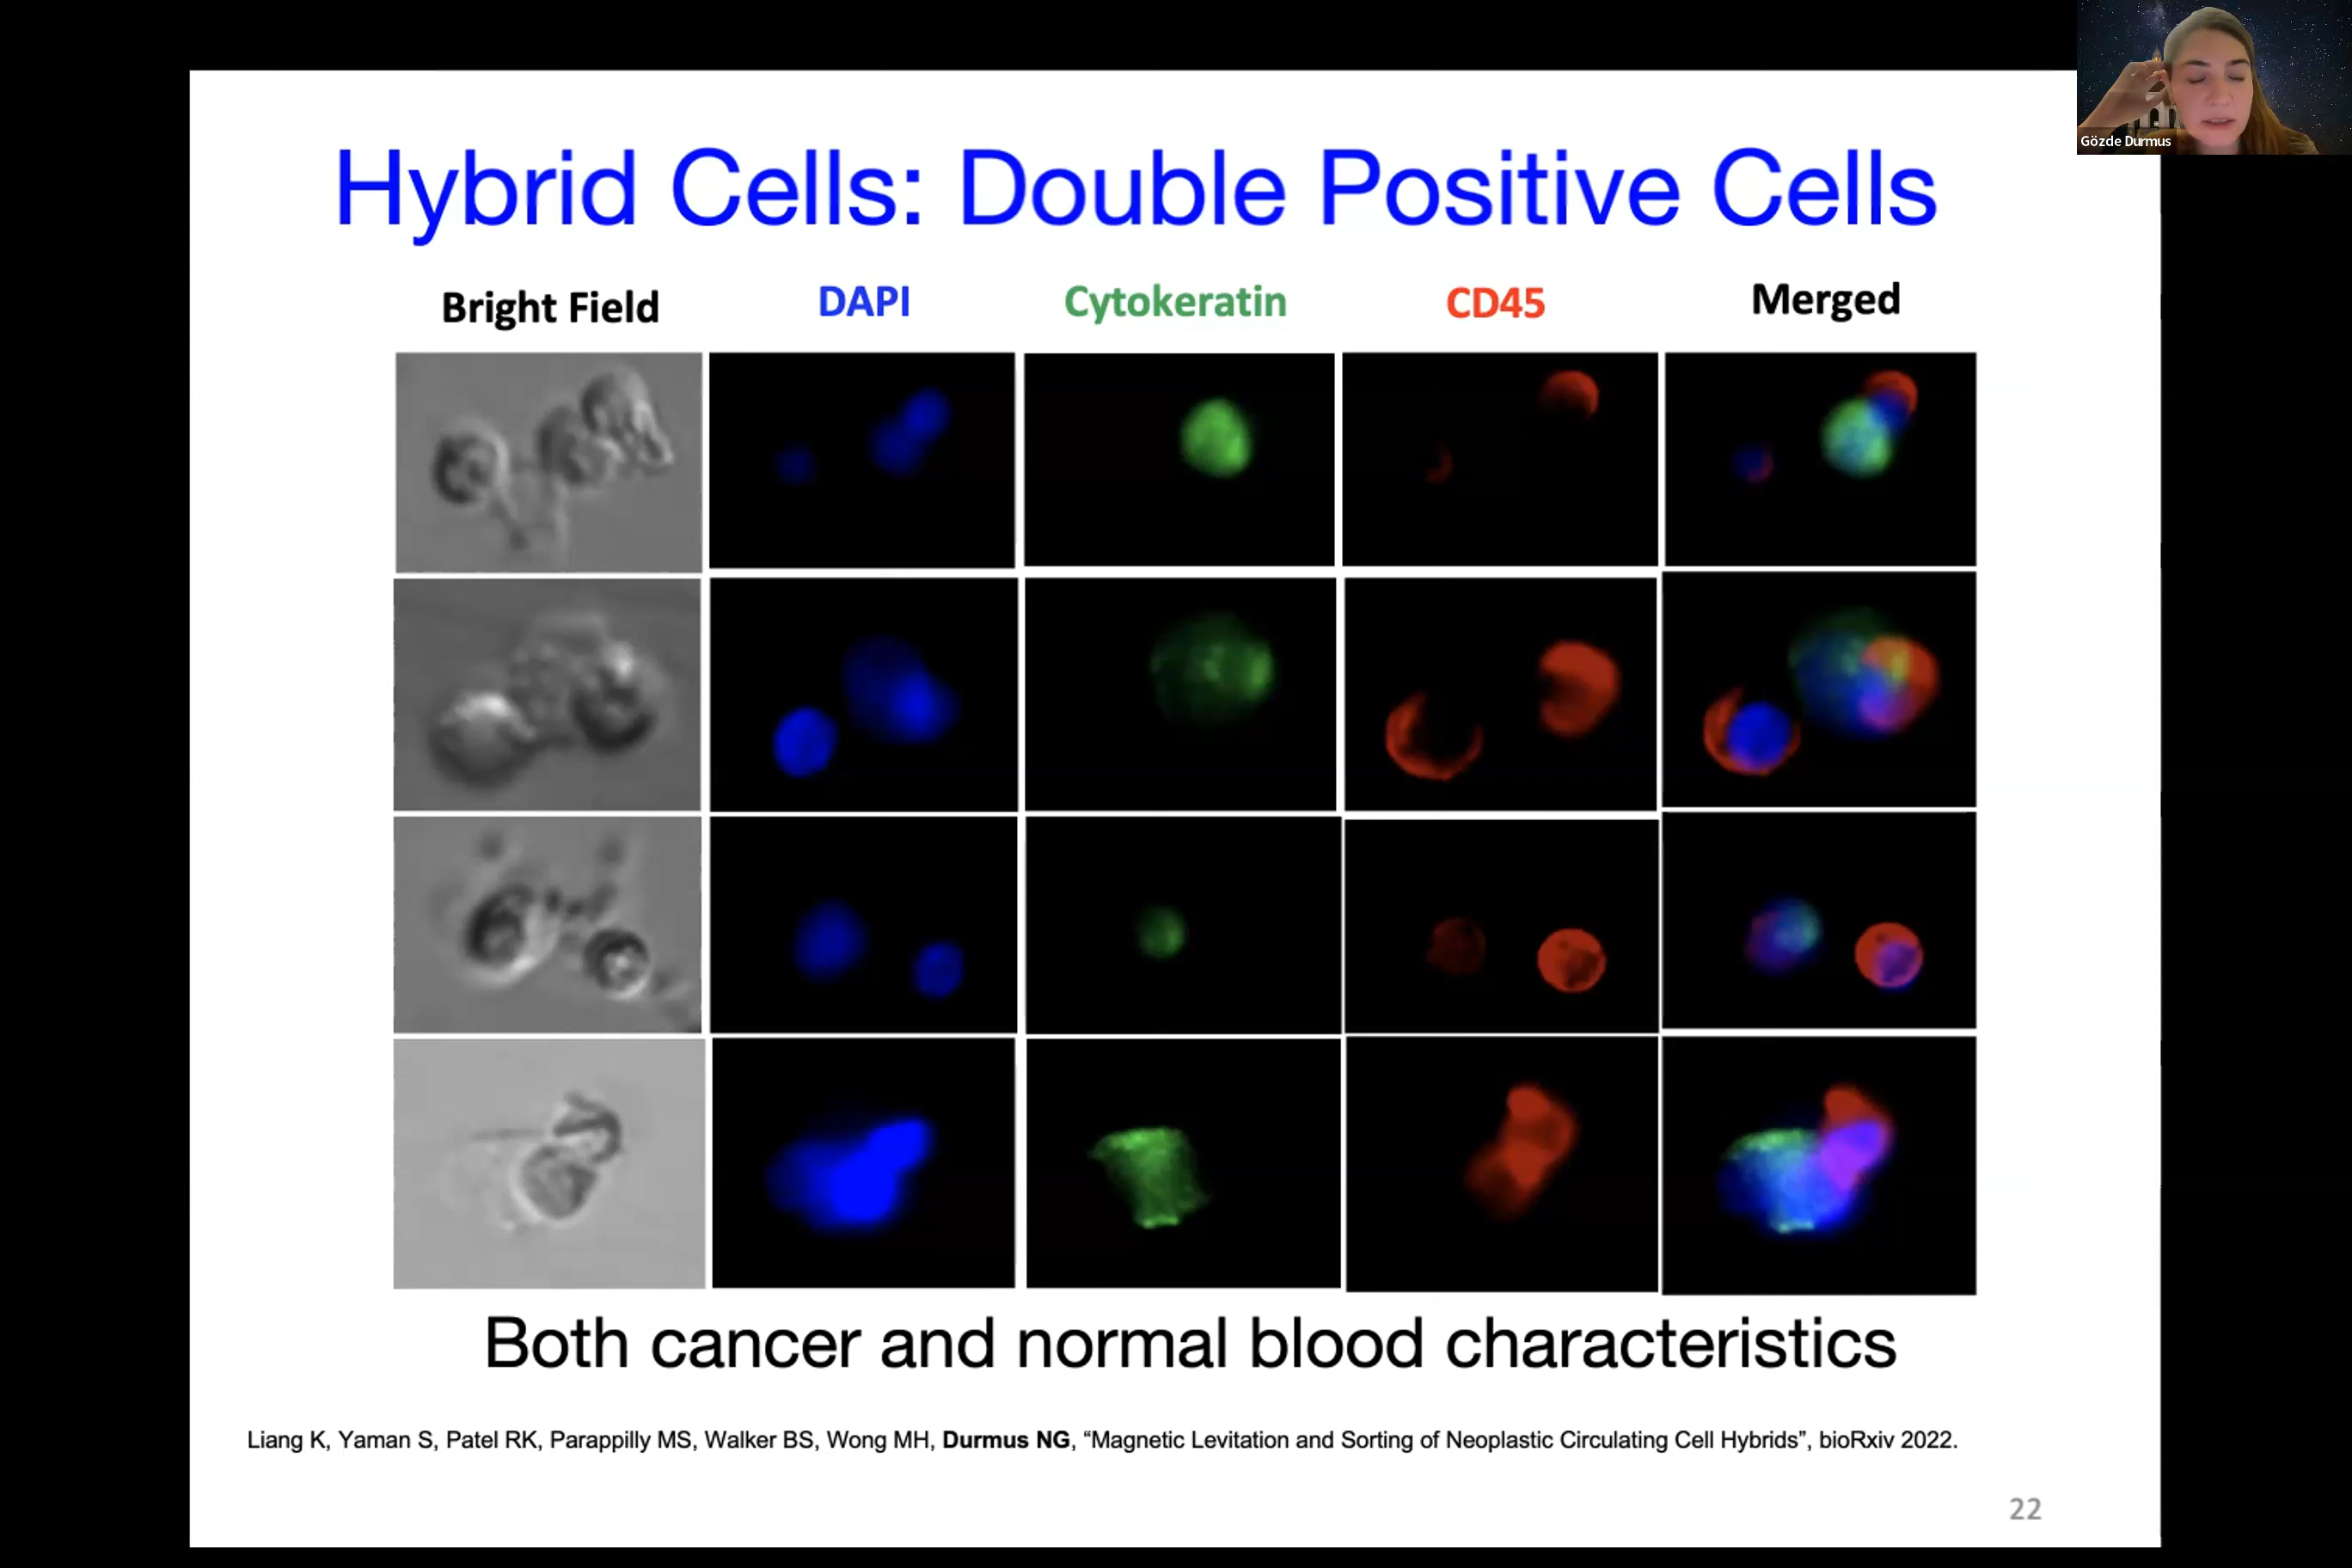 Gözde Durmus
Hybrid Cells: Double Positive Cells
Bright Field DAPI Cytokeratin CD45 Merged
Both cancer and normal blood characteristics
Liang K, Yaman S, Patel RK, Parappilly MS, Walker BS, Wong MH, Durmus NG, “Magnetic Levitation and Sorting of Neoplastic Circulating Cell Hybrids”, bioRxiv 2022.
22